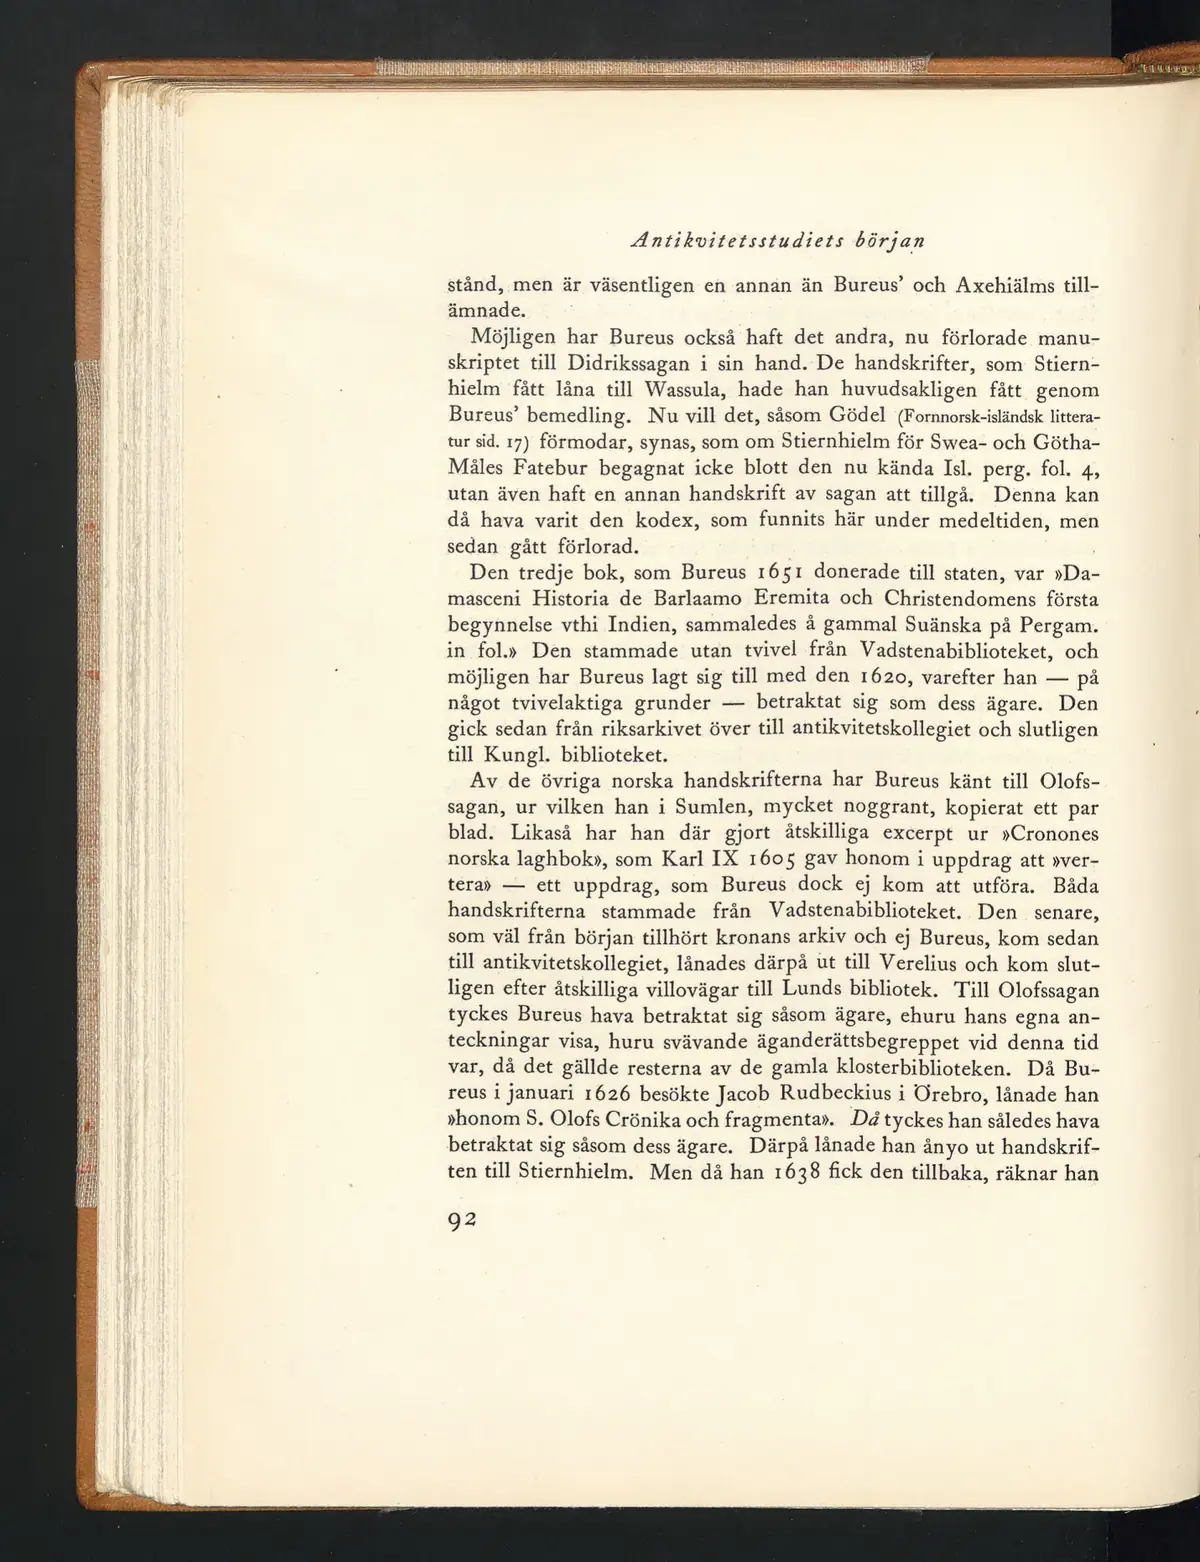 Antikvitetsstudiets början
stånd, men är väsentligen en annan än Bureus’ och Axehiälms till-
ämnade.
Möjligen har Bureus också haft det andra, nu förlorade manu-
skriptet till Didrikssagan i sin hand. De handskrifter, som Stiern-
hielm fått låna till Wassula, hade han huvudsakligen fått genom
Bureus’ bemedling. Nu vill det, såsom Gödel (Fornnorsk-isländsk littera-
tur sid. 17) förmodar, synas, som om Stiernhielm för Swea- och Götha-
Måles Fatebur begagnat icke blott den nu kända Isl. perg. fol. 4,
utan även haft en annan handskrift av sagan att tillgå. Denna kan
då hava varit den kodex, som funnits här under medeltiden, men
sedan gått förlorad.
Den tredje bok, som Bureus 1651 donerade till staten, var »Da-
masceni Historia de Barlaamo Eremita och Christendomens första
begynnelse vthi Indien, sammaledes å gammal Suänska på Pergam.
in fol.» Den stammade utan tvivel från Vadstenabiblioteket, och
möjligen har Bureus lagt sig till med den 1620, varefter han — på
något tvivelaktiga grunder — betraktat sig som dess ägare. Den
gick sedan från riksarkivet över till antikvitetskollegiet och slutligen
till Kungl. biblioteket.
Av de övriga norska handskrifterna har Bureus känt till Olofs-
sagan, ur vilken han i Sumlen, mycket noggrant, kopierat ett par
blad. Likaså har han där gjort åtskilliga excerpt ur »Cronones
norska laghbok», som Karl IX 1605 gav honom i uppdrag att »ver-
tera» — ett uppdrag, som Bureus dock ej kom att utföra. Båda
handskrifterna stammade från Vadstenabiblioteket. Den senare,
som väl från början tillhört kronans arkiv och ej Bureus, kom sedan
till antikvitetskollegiet, lånades därpå ut till Verelius och kom slut-
ligen efter åtskilliga villovägar till Lunds bibliotek. Till Olofssagan
tyckes Bureus hava betraktat sig såsom ägare, ehuru hans egna an-
teckningar visa, huru svävande äganderättsbegreppet vid denna tid
var, då det gällde resterna av de gamla klosterbiblioteken. Då Bu-
reus i januari 1626 besökte Jacob Rudbeckius i Örebro, lånade han
»honom S. Olofs Crönika och fragmenta». Då tyckes han således hava
betraktat sig såsom dess ägare. Därpå lånade han ånyo ut handskrif-
ten till Stiernhielm. Men då han 1638 fick den tillbaka, räknar han
92